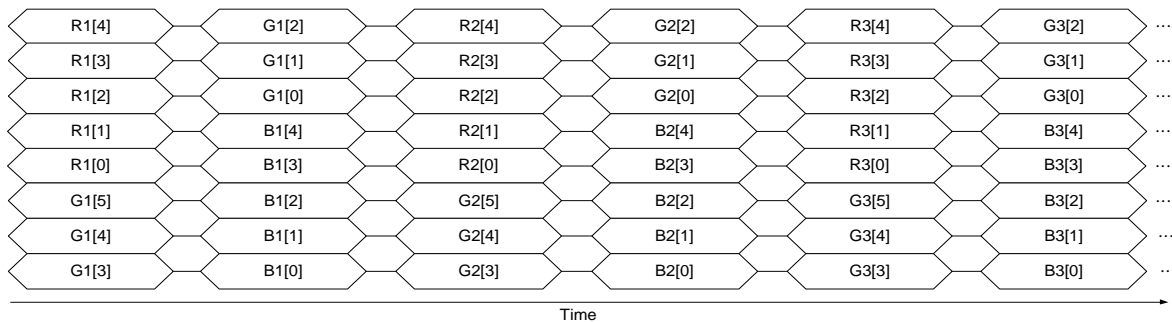 R1[4] G1[2] R2[4] G2[2] R3[4] G3[2] ...
R1[3] G1[1] R2[3] G2[1] R3[3] G3[1] ...
R1[2] G1[0] R2[2] G2[0] R3[2] G3[0] ...
R1[1] B1[4] R2[1] B2[4] R3[1] B3[4] ...
R1[0] B1[3] R2[0] B2[3] R3[0] B3[3] ...
G1[5] B1[2] G2[5] B2[2] G3[5] B3[2] ...
G1[4] B1[1] G2[4] B2[1] G3[4] B3[1] ...
G1[3] B1[0] G2[3] B2[0] G3[3] B3[0] ..
Time